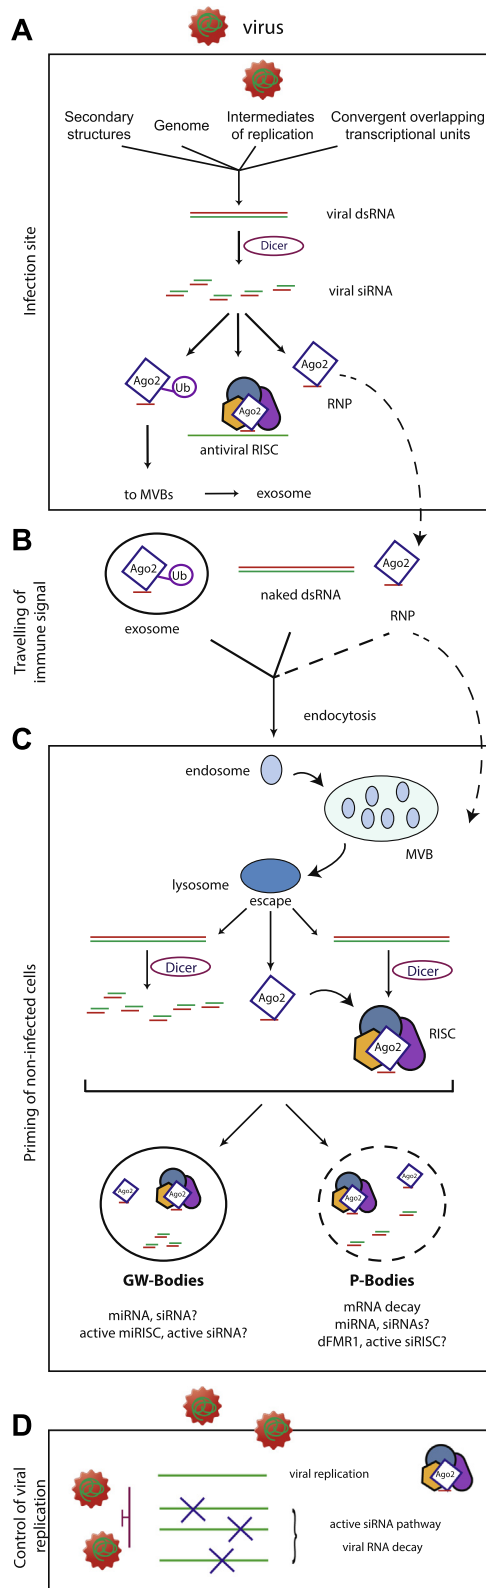 A
virus
Secondary
structures
Genome
Intermediates
of replication
Convergent overlapping
transcriptional units
viral dsRNA
Dicer
viral siRNA
Infection site
Ago2
Ub
Ago2
Ago2
RNP
antiviral RISC
to MVBs
exosome
B
Travelling of
immune signal
Ago2
Ub
exosome
naked dsRNA
Ago2
RNP
endocytosis
C
Priming of non-infected cells
endosome
MVB
lysosome
escape
Dicer
Dicer
Ago2
Ago2
RISC
Ago2
Ago2
Ago2
Ago2
GW-Bodies
miRNA, siRNA?
active miRISC, active siRNA?
P-Bodies
mRNA decay
miRNA, siRNAs?
dFMR1, active siRISC?
D
Control of viral
replication
viral replication
Ago2
active siRNA pathway
viral RNA decay